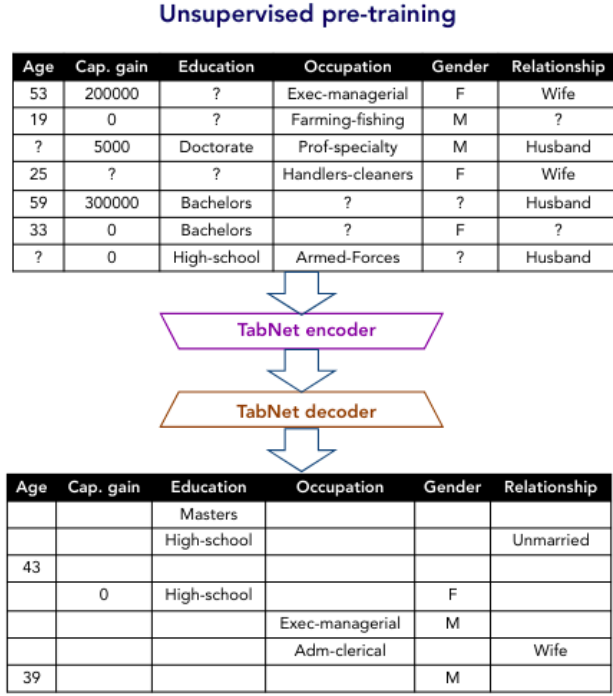 Unsupervised pre-training
Age Cap. gain Education Occupation Gender Relationship
53 200000 ? Exec-managerial F Wife
19 0 ? Farming-fishing M ?
? 5000 Doctorate Prof-specialty M Husband
25 ? ? Handlers-cleaners F Wife
59 300000 Bachelors ? ? Husband
33 0 Bachelors ? F ?
? 0 High-school Armed-Forces ? Husband
TabNet encoder
TabNet decoder
Age Cap. gain Education Occupation Gender Relationship
Masters
High-school Unmarried
43
0 High-school F
Exec-managerial M
Adm-clerical Wife
39 M